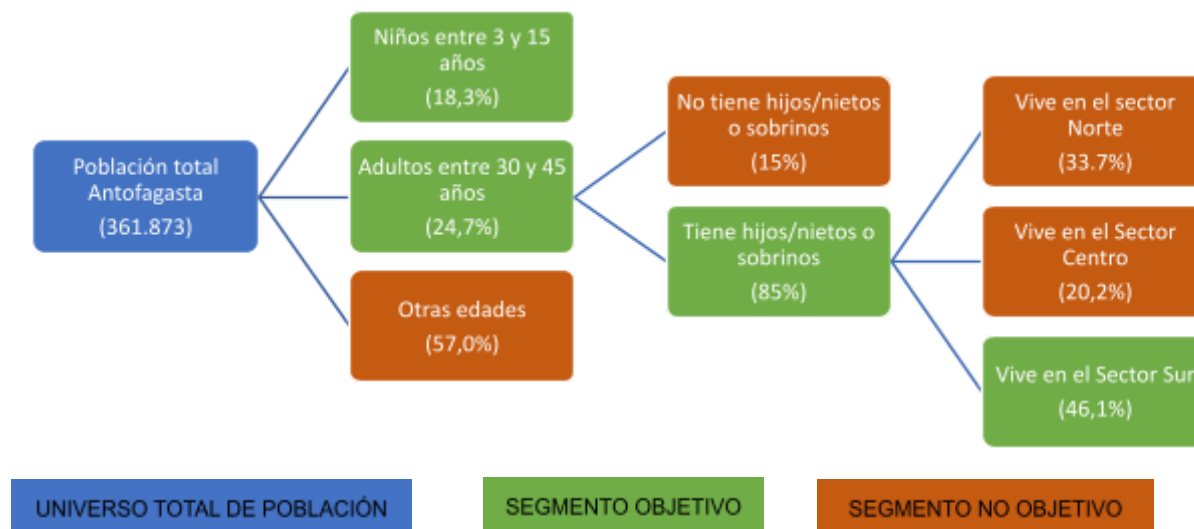 Población total
Antofagasta
(361.873)
Niños entre 3 y 15
años
(18,3%)
Adultos entre 30 y 45
años
(24,7%)
Otras edades
(57,0%)
No tiene hijos/nietos
o sobrinos
(15%)
Tiene hijos/nietos o
sobrinos
(85%)
Vive en el sector
Norte
(33.7%)
Vive en el Sector
Centro
(20,2%)
Vive en el Sector Sur
(46,1%)
UNIVERSO TOTAL DE POBLACIÓN
SEGMENTO OBJETIVO
SEGMENTO NO OBJETIVO